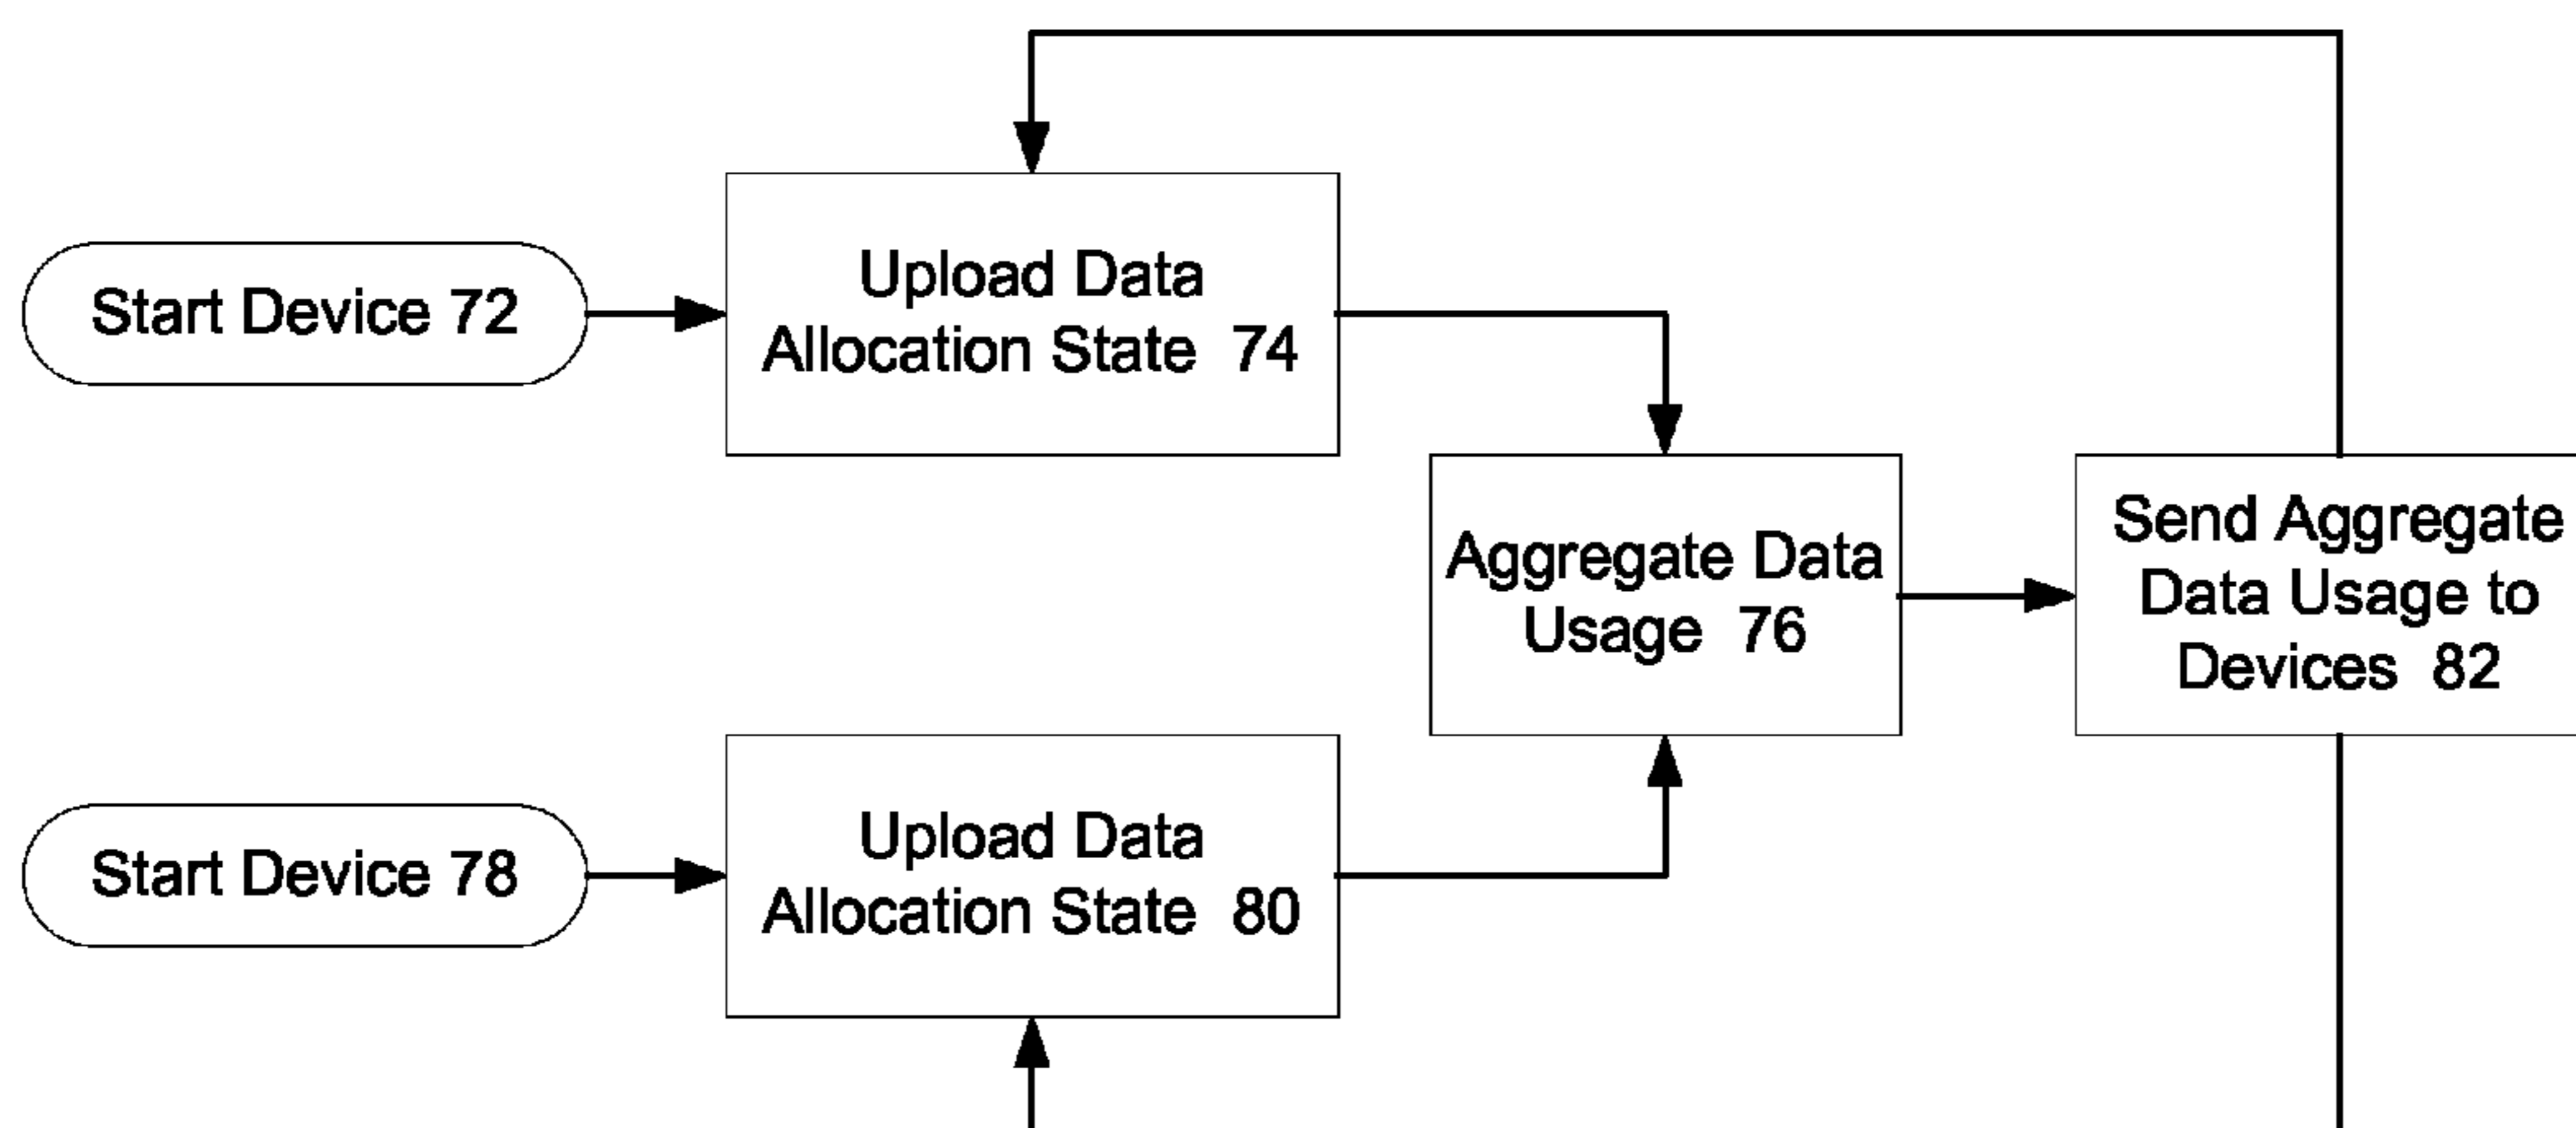 Start Device 72
Upload Data
Allocation State 74
Aggregate Data
Usage 76
Send Aggregate
Data Usage to
Devices 82
Start Device 78
Upload Data
Allocation State 80